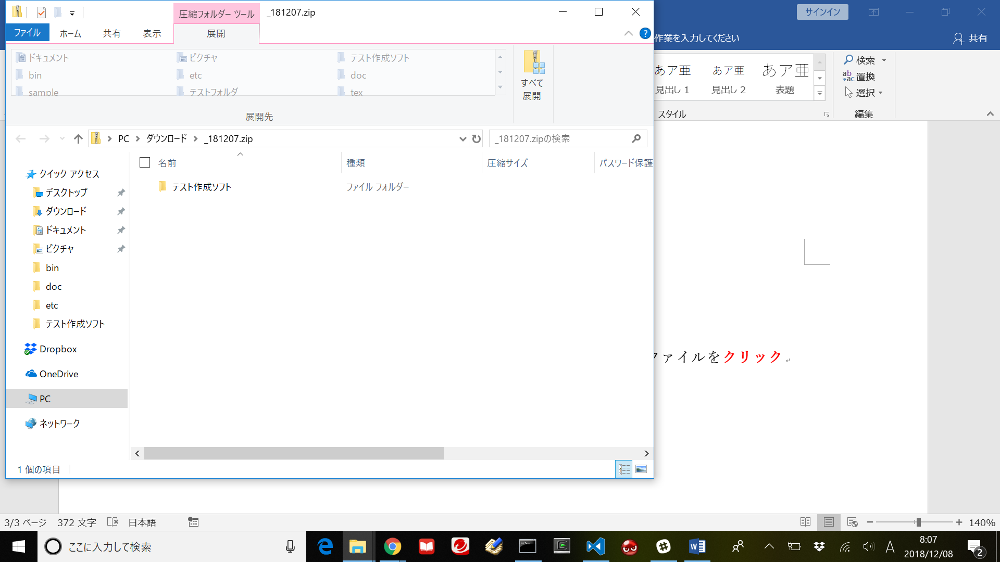 圧縮フォルダー ツール
_181207.zip
サインイン
ファイル
ホーム
共有
表示
展開
作業を入力してください
共有
ドキュメント
ピクチャ
テスト作成ソフト
bin
etc
doc
sample
テストフォルダ
tex
すべて
展開
展開先
あア亜
あア亜
あア亜
見出し 1
見出し 2
表題
スタイル
検索
置換
選択
編集
PC
ダウンロード
_181207.zip
_181207.zipの検索
名前
種類
圧縮サイズ
パスワード保護
テスト作成ソフト
ファイル フォルダー
クイック アクセス
デスクトップ
ダウンロード
ドキュメント
ピクチャ
bin
doc
etc
テスト作成ソフト
Dropbox
OneDrive
PC
ネットワーク
ファイルをクリック
1 個の項目
3/3 ページ
372 文字
日本語
140%
ここに入力して検索
A
8:07
2018/12/08
2